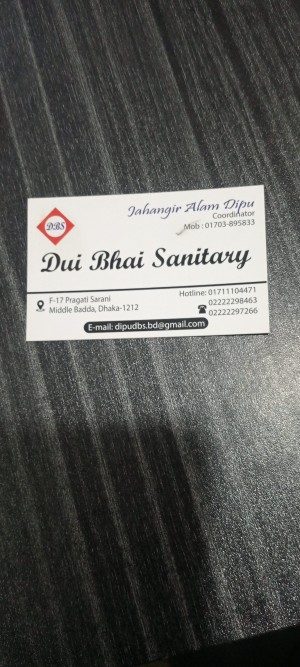 DBS
Jahangir Alam Dipu
Coordinator
Mob : 01703-895833
Dui Bhai Sanitary
F-17 Pragati Sarani
Middle Badda, Dhaka-1212
Hotline: 01711104471
02222298463
02222297266
E-mail: dipudbs.bd@gmail.com